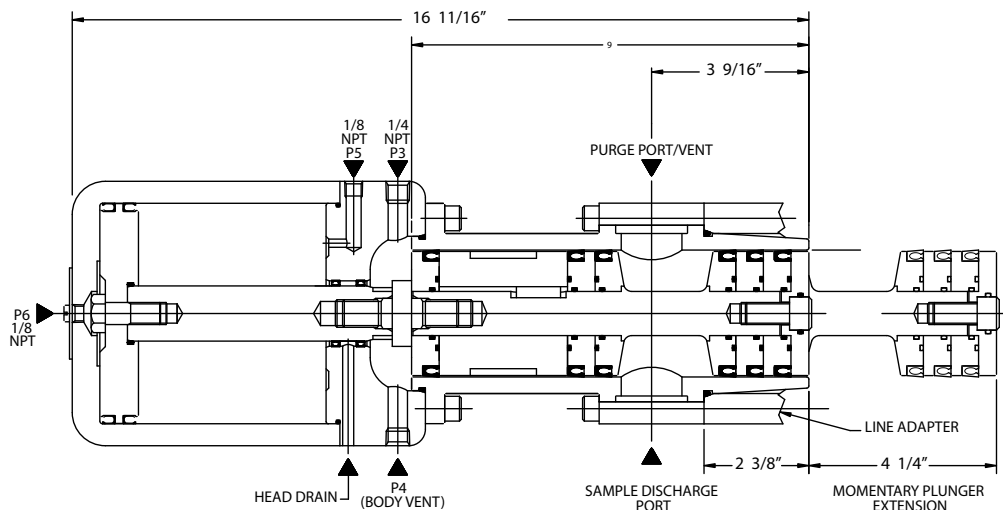 16 11/16”
9
3 9/16”
1/8
NPT
P5
1/4
NPT
P3
PURGE PORT/VENT
P6
1/8
NPT
LINE ADAPTER
2 3/8”
4 1/4”
HEAD DRAIN
P4
(BODY VENT)
SAMPLE DISCHARGE
PORT
MOMENTARY PLUNGER
EXTENSION